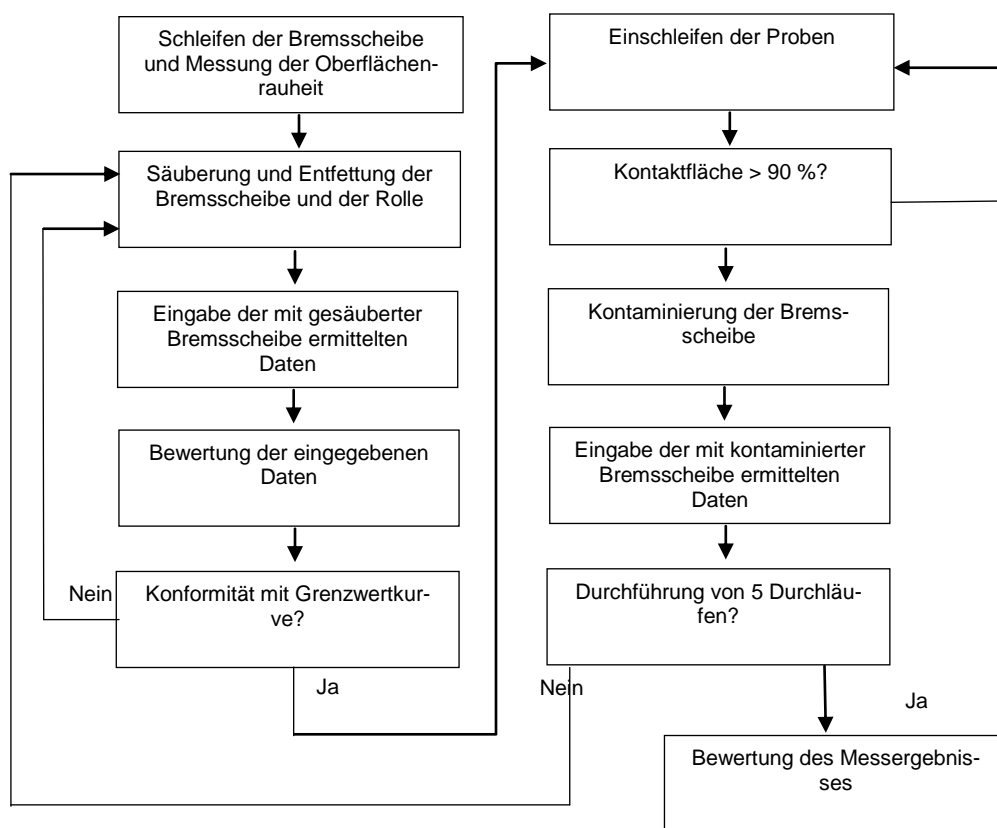 Schleifen der Bremsscheibe
und Messung der Oberflächen-
rauheit
Säuberung und Entfettung der
Bremsscheibe und der Rolle
Eingabe der mit gesäuberter
Bremsscheibe ermittelten
Daten
Bewertung der eingegebenen
Daten
Nein
Konformität mit Grenzwertkur-
ve?
Ja
Einschleifen der Proben
Kontaktfläche > 90 %?
Kontaminierung der Brems-
scheibe
Eingabe der mit kontaminierter
Bremsscheibe ermittelten
Daten
Durchführung von 5 Durchläu-
fen?
Nein
Ja
Bewertung des Messergebnis-
ses